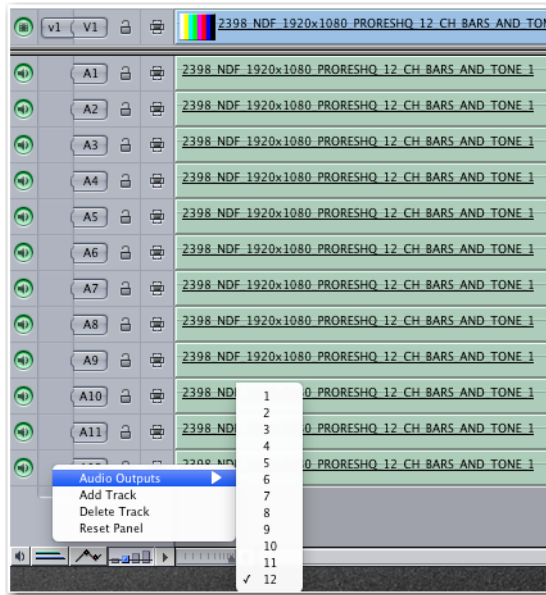 v1 V1 2398 NDF 1920x1080 PRORESHQ 12 CH BARS AND TON
A1 2398 NDF 1920x1080 PRORESHQ 12 CH BARS AND TONE 1
A2 2398 NDF 1920x1080 PRORESHQ 12 CH BARS AND TONE 1
A3 2398 NDF 1920x1080 PRORESHQ 12 CH BARS AND TONE 1
A4 2398 NDF 1920x1080 PRORESHQ 12 CH BARS AND TONE 1
A5 2398 NDF 1920x1080 PRORESHQ 12 CH BARS AND TONE 1
A6 2398 NDF 1920x1080 PRORESHQ 12 CH BARS AND TONE 1
A7 2398 NDF 1920x1080 PRORESHQ 12 CH BARS AND TONE 1
A8 2398 NDF 1920x1080 PRORESHQ 12 CH BARS AND TONE 1
A9 2398 NDF 1920x1080 PRORESHQ 12 CH BARS AND TONE 1
A10 2398 ND 0 PRORESHQ 12 CH BARS AND TONE 1
A11 2398 ND 0 PRORESHQ 12 CH BARS AND TONE 1
2398 ND 0 PRORESHQ 12 CH BARS AND TONE 1
Audio Outputs
Add Track
Delete Track
Reset Panel
1
2
3
4
5
6
7
8
9
10
11
✓ 12